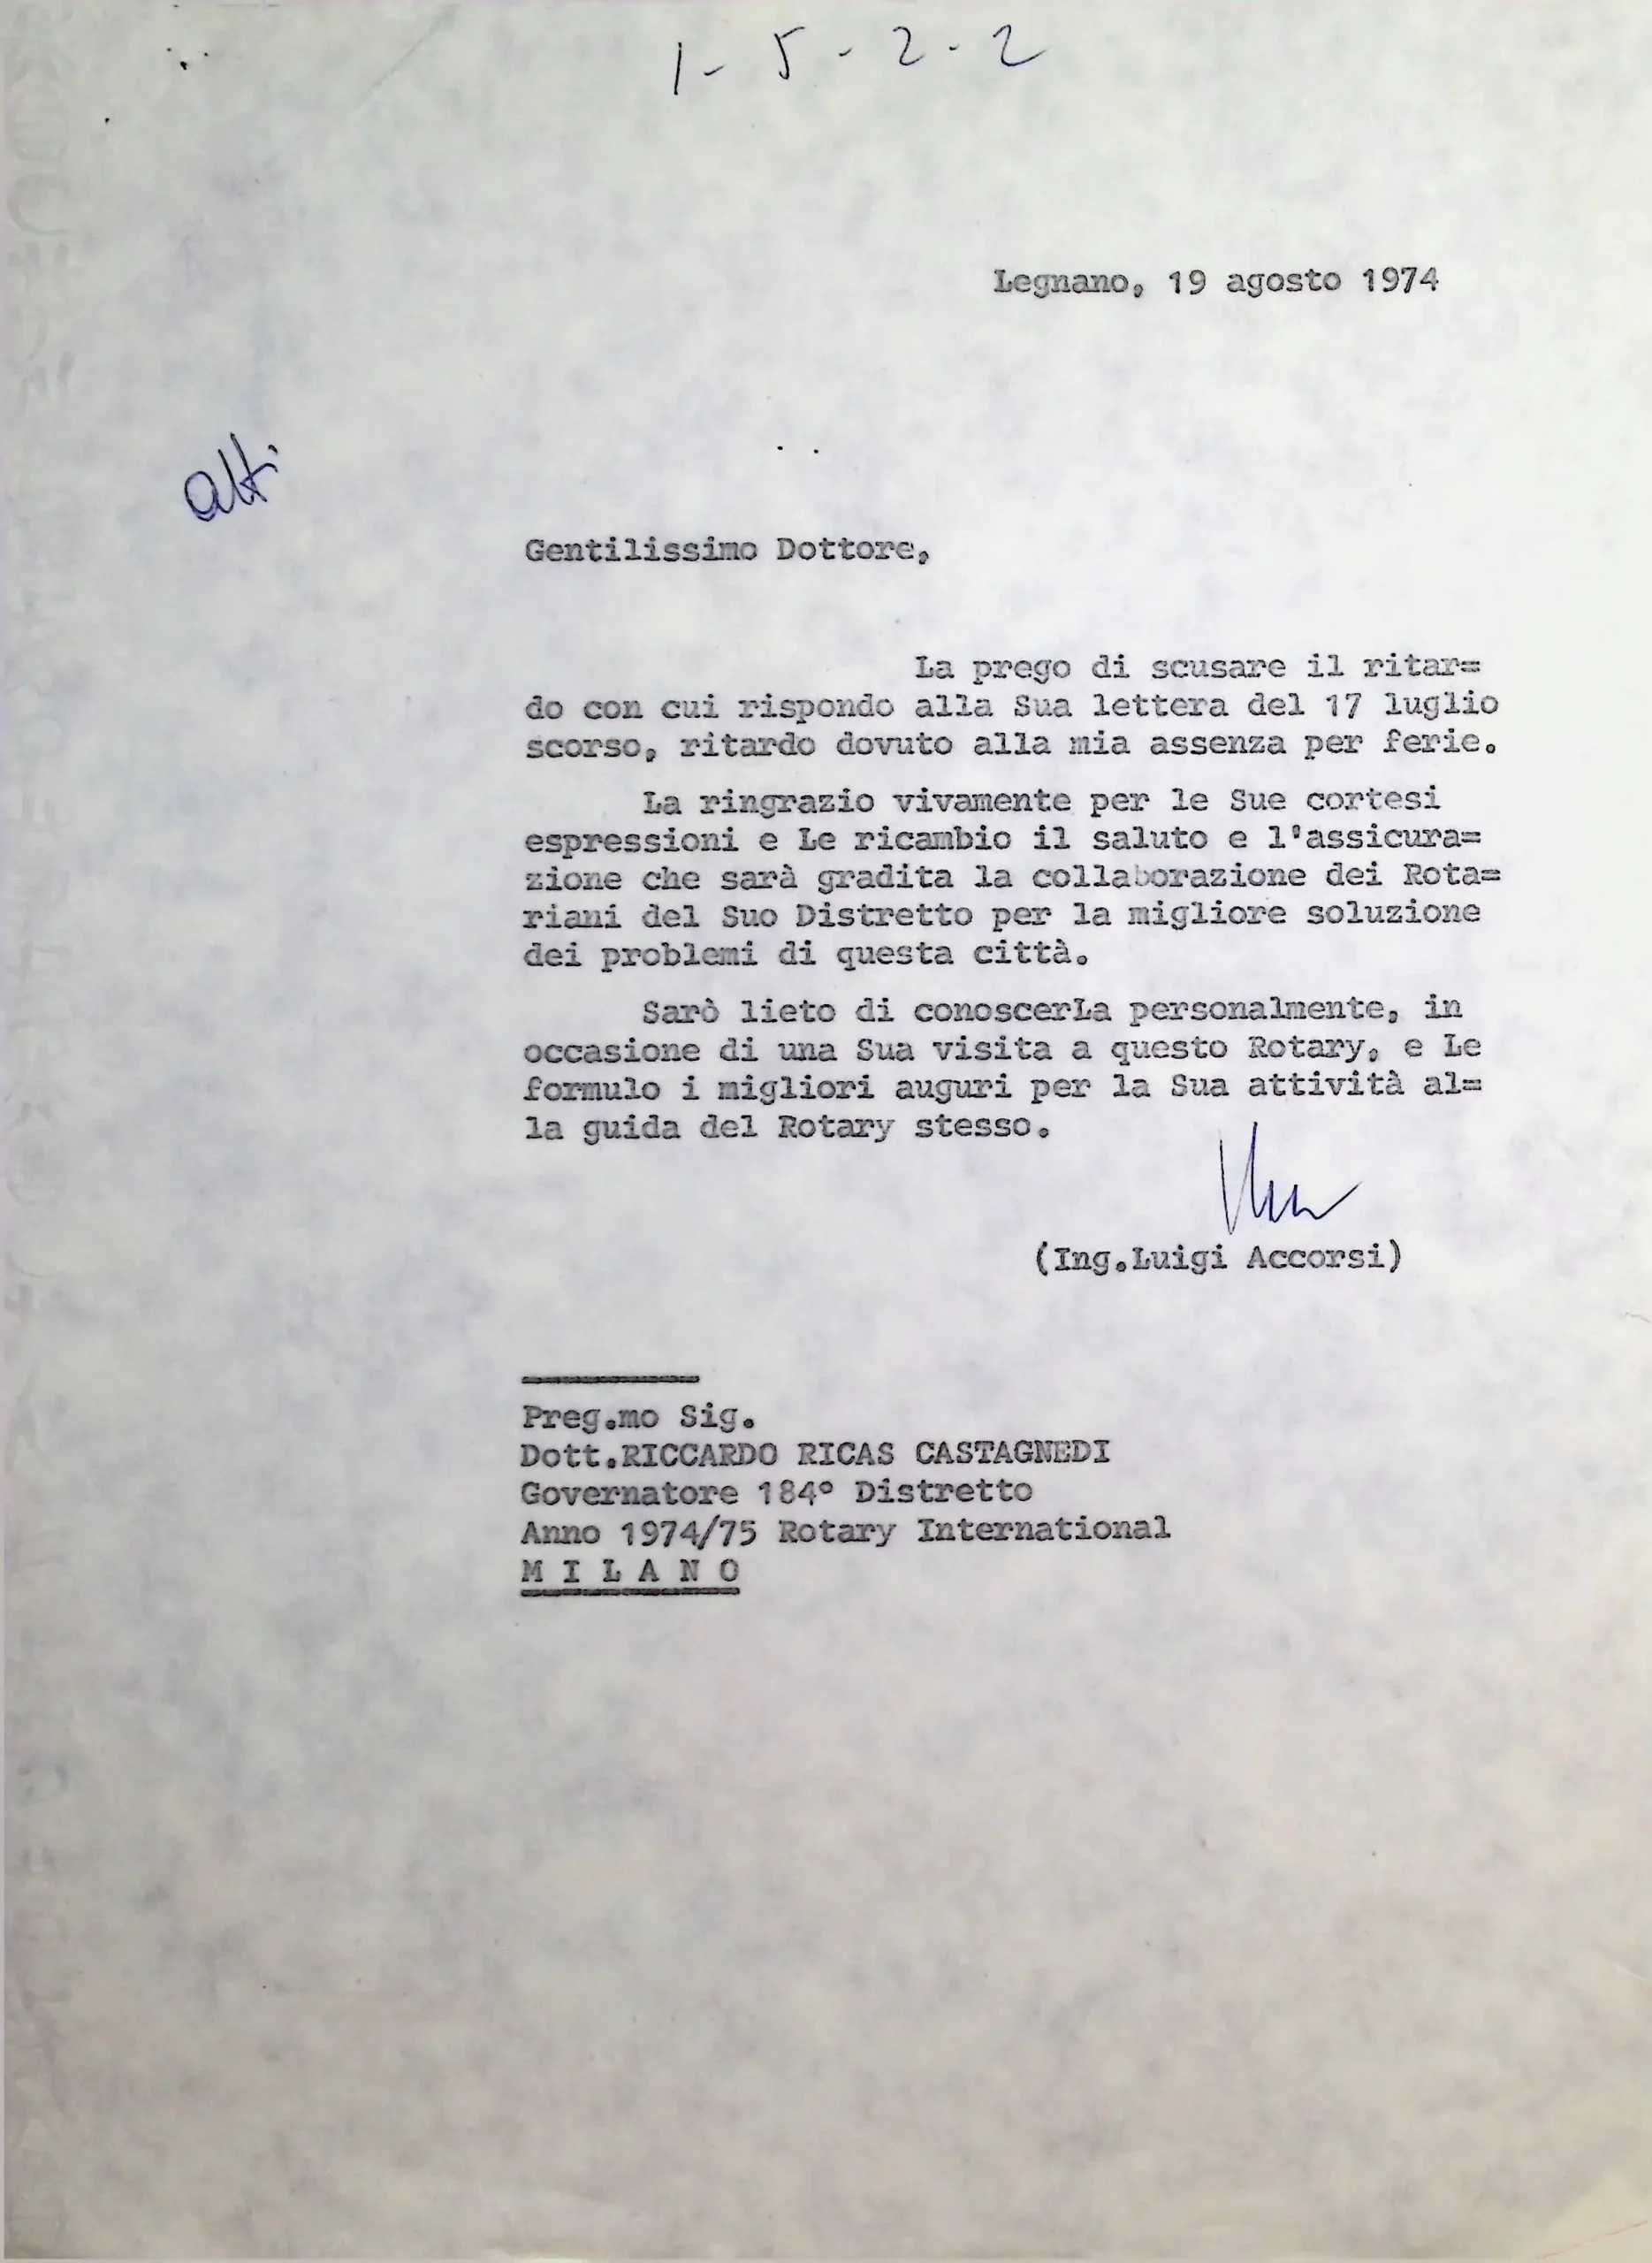 1 - 5 - 2 - 2
Legnano, 19 agosto 1974
atti
Gentilissimo Dottore,
La prego di scusare il ritar=
do con cui rispondo alla Sua lettera del 17 luglio
scorso, ritardo dovuto alla mia assenza per ferie.
La ringrazio vivamente per le Sue cortesi
espressioni e Le ricambio il saluto e l'assicura=
zione che sarà gradita la collaborazione dei Rota=
riani del Suo Distretto per la migliore soluzione
dei problemi di questa città.
Sarò lieto di conoscerLa personalmente, in
occasione di una Sua visita a questo Rotary, e Le
formulo i migliori auguri per la Sua attività al=
la guida del Rotary stesso.
(Ing.Luigi Accorsi)
Preg.mo Sig.
Dott.RICCARDO RICAS CASTAGNEDI
Governatore 184° Distretto
Anno 1974/75 Rotary International
M I L A N O